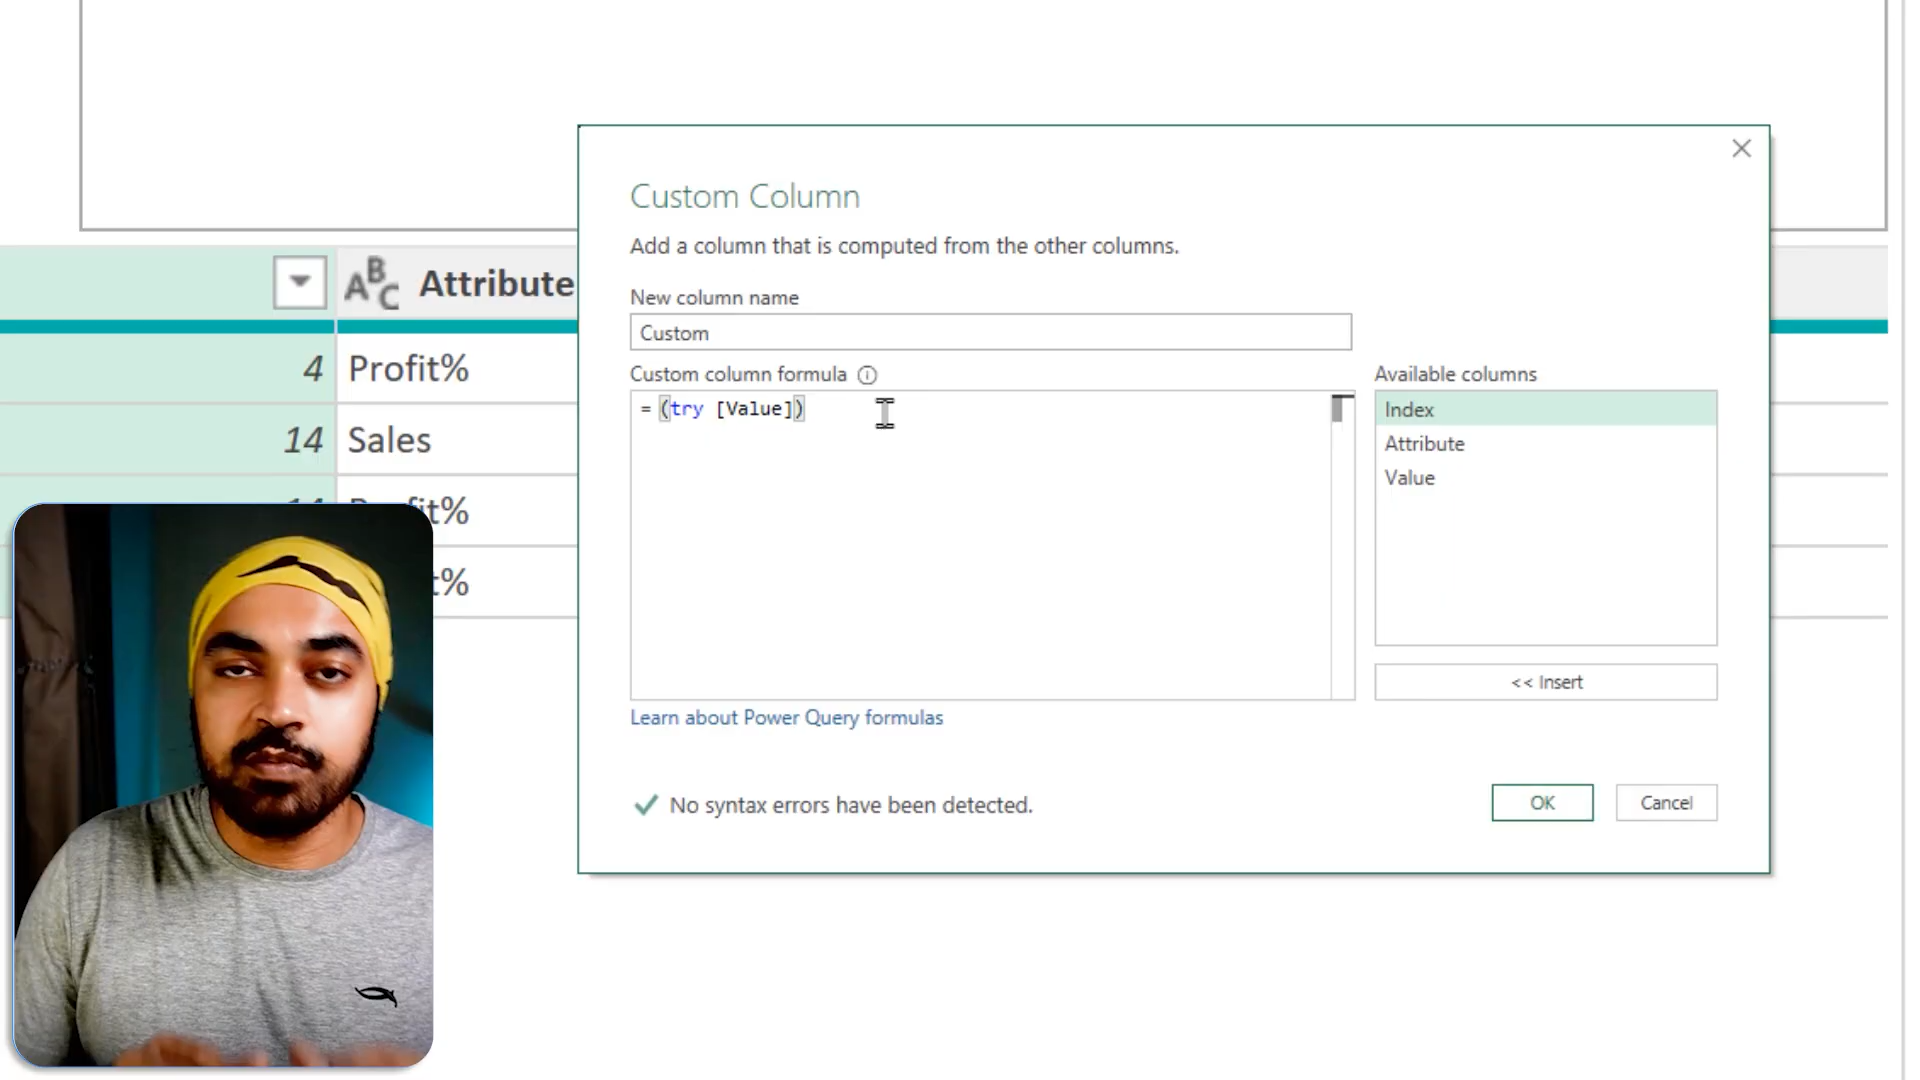 Custom Column
Add a column that is computed from the other columns.
New column name
Custom
Custom column formula
Available columns
= (try [Value])
Index
Attribute
Value
<< Insert
Learn about Power Query formulas
No syntax errors have been detected.
OK
Cancel
ABC Attribute
4 Profit%
14 Sales
14